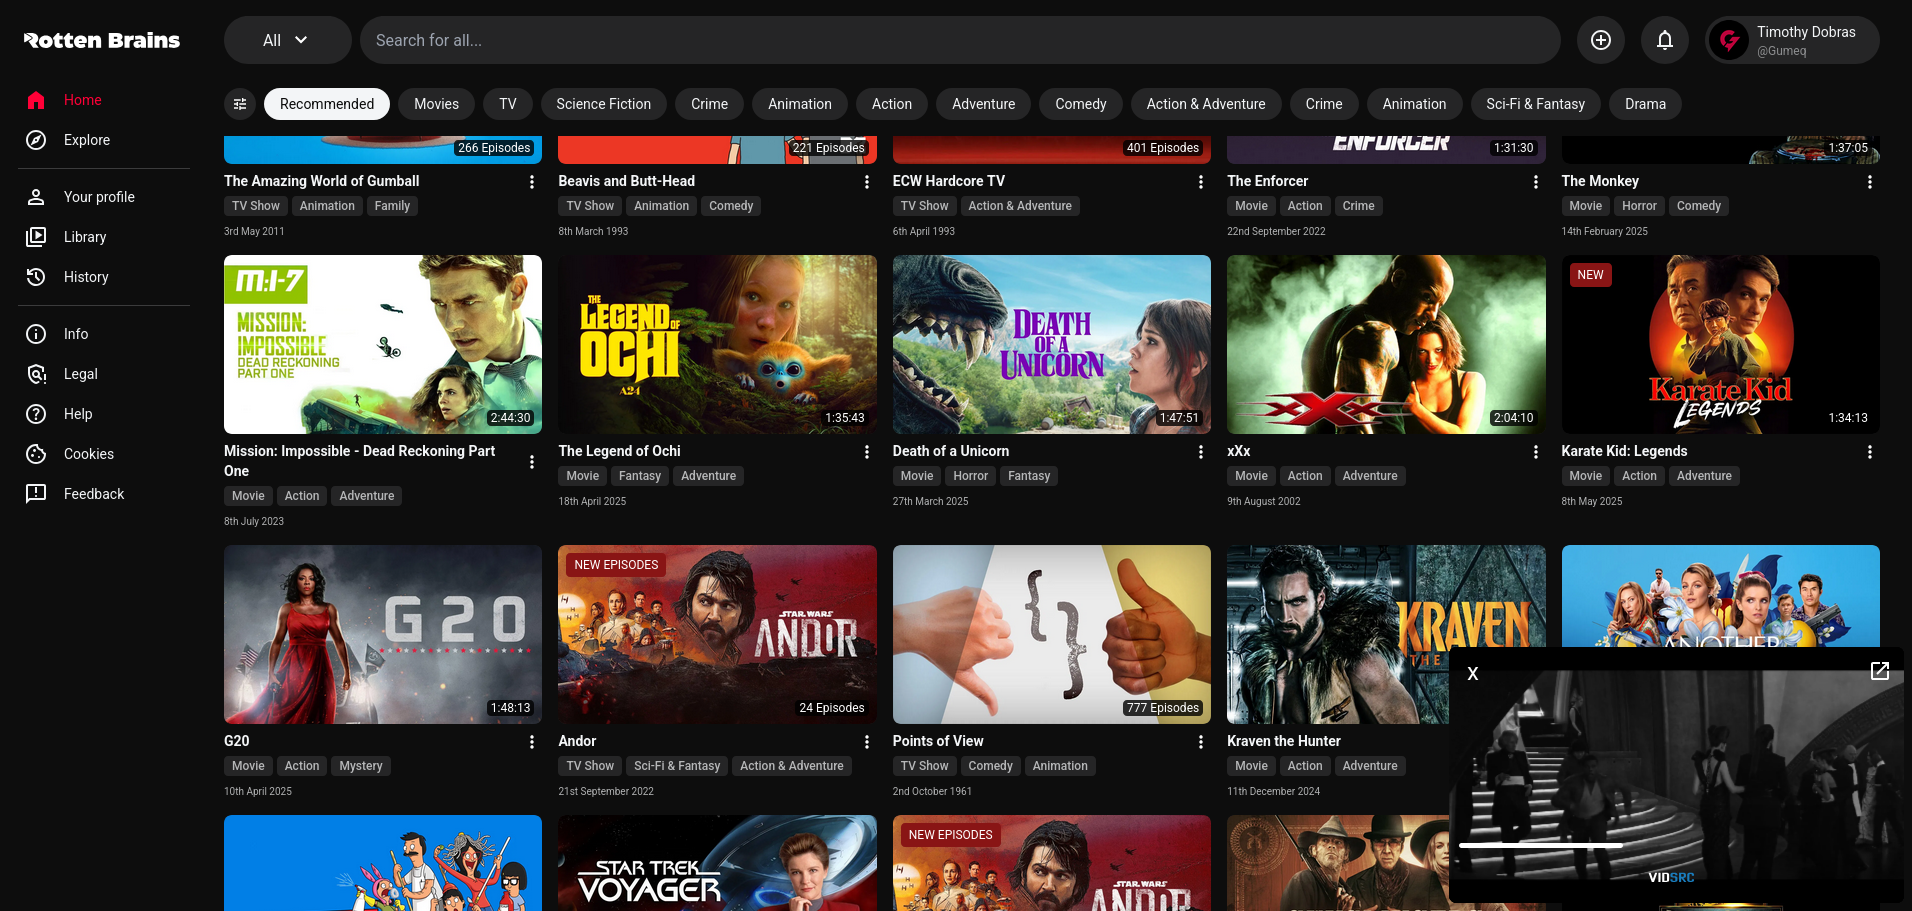 Rotten Brains
All
Search for all...
Timothy Dobras
@Gumeq
Home
Explore
Your profile
Library
History
Info
Legal
Help
Cookies
Feedback
Recommended
Movies
TV
Science Fiction
Crime
Animation
Action
Adventure
Comedy
Action & Adventure
Crime
Animation
Sci-Fi & Fantasy
Drama
266 Episodes
The Amazing World of Gumball
TV Show
Animation
Family
3rd May 2011
221 Episodes
Beavis and Butt-Head
TV Show
Animation
Comedy
8th March 1993
401 Episodes
ECW Hardcore TV
TV Show
Action & Adventure
6th April 1993
ENFORCER
1:31:30
The Enforcer
Movie
Action
Crime
22nd September 2022
1:37:05
The Monkey
Movie
Horror
Comedy
14th February 2025
M:I-7
MISSION:
IMPOSSIBLE
DEAD RECKONING
PART ONE
2:44:30
Mission: Impossible - Dead Reckoning Part
One
Movie
Action
Adventure
8th July 2023
THE
LEGEND OF
OCHI
A24
1:35:43
The Legend of Ochi
Movie
Fantasy
Adventure
18th April 2025
DEATH
OF A
UNICORN
1:47:51
Death of a Unicorn
Movie
Horror
Fantasy
27th March 2025
xXx
2:04:10
xXx
Movie
Action
Adventure
9th August 2002
NEW
Karate Kid
LEGENDS
1:34:13
Karate Kid: Legends
Movie
Action
Adventure
8th May 2025
G20
1:48:13
G20
Movie
Action
Mystery
10th April 2025
NEW EPISODES
STAR WARS
ANDOR
24 Episodes
Andor
TV Show
Sci-Fi & Fantasy
Action & Adventure
21st September 2022
777 Episodes
Points of View
TV Show
Comedy
Animation
2nd October 1961
KRAVEN
THE
Kraven the Hunter
Movie
Action
Adventure
11th December 2024
ANOTHER
X
VIDSRC
STAR TREK
VOYAGER
NEW EPISODES
STAR WARS
ANDOR